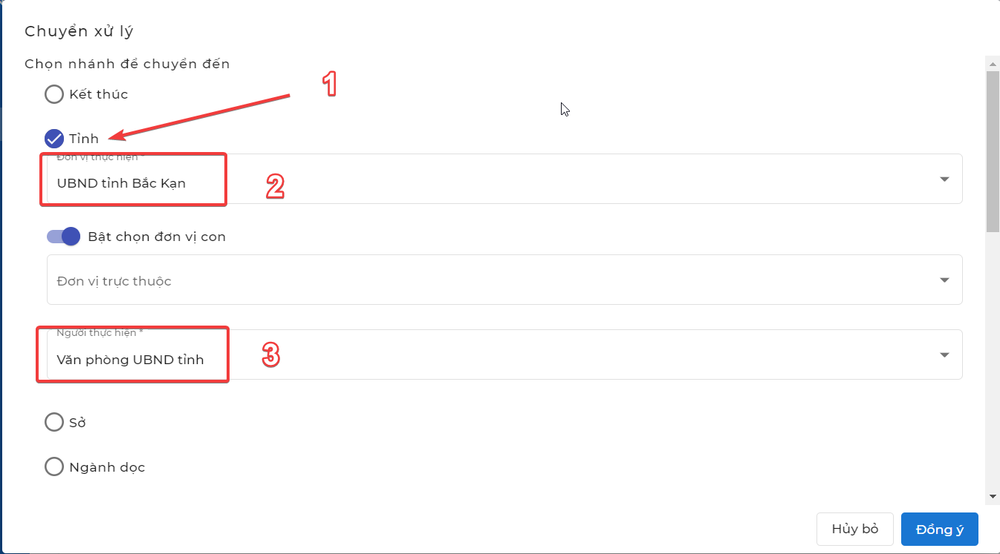 Chuyển xử lý
Chọn nhánh để chuyển đến
Kết thúc
1
Tỉnh
Đơn vị thực hiện *
UBND tỉnh Bắc Kạn
2
Bật chọn đơn vị con
Đơn vị trực thuộc
Người thực hiện *
Văn phòng UBND tỉnh
3
Sở
Ngành dọc
Hủy bỏ
Đồng ý